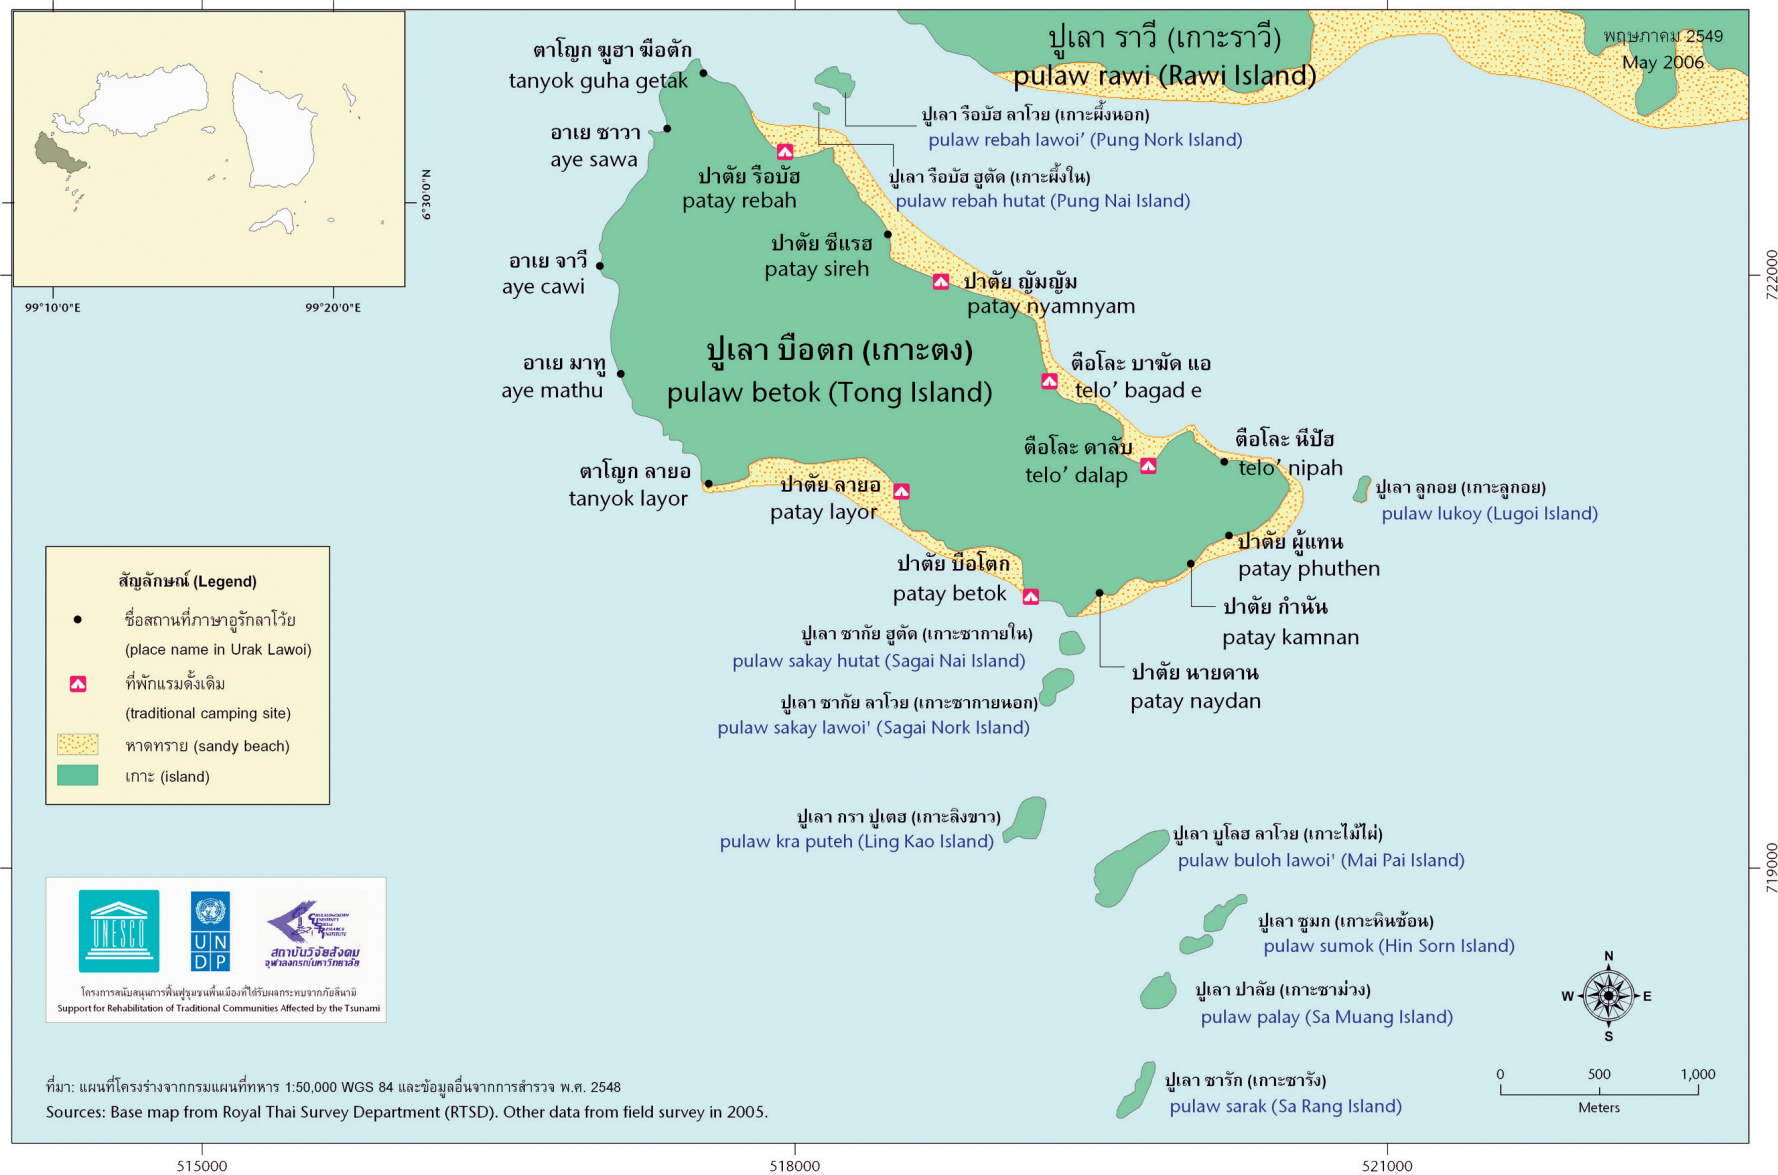 ปูเลา ราวี (เกาะราวี)
pulaw rawi (Rawi Island)
พฤษภาคม 2549
May 2006
99°10'0"E
99°20'0"E
6°30'0"N
ตาโญก ฆูฮา ฆือตัก
tanyok guha getak
อาเย ซาวา
aye sawa
ปูเลา รือบัฮ ลาโวย (เกาะผึ้งนอก)
pulaw rebah lawoi’ (Pung Nork Island)
ปูเลา รือบัฮ ฮูตัด (เกาะผึ้งใน)
pulaw rebah hutat (Pung Nai Island)
ปาตัย รือบัฮ
patay rebah
ปาตัย ซีแรฮ
patay sireh
อาเย จาวี
aye cawi
ปาตัย ญัมญัม
patay nyamnyam
722000
ปูเลา บือตก (เกาะตง)
pulaw betok (Tong Island)
อาเย มาทู
aye mathu
ตือโละ บาฆัด แอ
telo’ bagad e
ตือโละ ดาลับ
telo’ dalap
ตือโละ นีปัฮ
telo’ nipah
ตาโญก ลายอ
tanyok layor
ปาตัย ลายอ
patay layor
ปูเลา ลูกอย (เกาะลูกอย)
pulaw lukoy (Lugoi Island)
ปาตัย บือโตก
patay betok
ปาตัย ผู้แทน
patay phuthen
ปาตัย กำนัน
patay kamnan
ปาตัย นายดาน
patay naydan
ปูเลา ซากัย ฮูตัด (เกาะซากายใน)
pulaw sakay hutat (Sagai Nai Island)
ปูเลา ซากัย ลาโวย (เกาะซากายนอก)
pulaw sakay lawoi' (Sagai Nork Island)
สัญลักษณ์ (Legend)
ชื่อสถานที่ภาษาอูรักลาโว้ย
(place name in Urak Lawoi)
ที่พักแรมดั้งเดิม
(traditional camping site)
หาดทราย (sandy beach)
เกาะ (island)
ปูเลา กรา ปูเตฮ (เกาะลิงขาว)
pulaw kra puteh (Ling Kao Island)
ปูเลา บูโลฮ ลาโวย (เกาะไม้ไผ่)
pulaw buloh lawoi' (Mai Pai Island)
719000
ปูเลา ซูมก (เกาะหินซ้อน)
pulaw sumok (Hin Sorn Island)
ปูเลา ปาลัย (เกาะซาม่วง)
pulaw palay (Sa Muang Island)
ปูเลา ซารัก (เกาะซารัง)
pulaw sarak (Sa Rang Island)
UNESCO
UN
DP
CHULALONGKORN
UNIVERSITY
SOCIAL
RESEARCH
INSTITUTE
สถาบันวิจัยสังคม
จุฬาลงกรณ์มหาวิทยาลัย
โครงการสนับสนุนการฟื้นฟูชุมชนพื้นเมืองที่ได้รับผลกระทบจากภัยสึนามิ
Support for Rehabilitation of Traditional Communities Affected by the Tsunami
N
W
E
S
0 500 1,000
Meters
ที่มา: แผนที่โครงร่างจากกรมแผนที่ทหาร 1:50,000 WGS 84 และข้อมูลอื่นจากการสำรวจ พ.ศ. 2548
Sources: Base map from Royal Thai Survey Department (RTSD). Other data from field survey in 2005.
515000
518000
521000